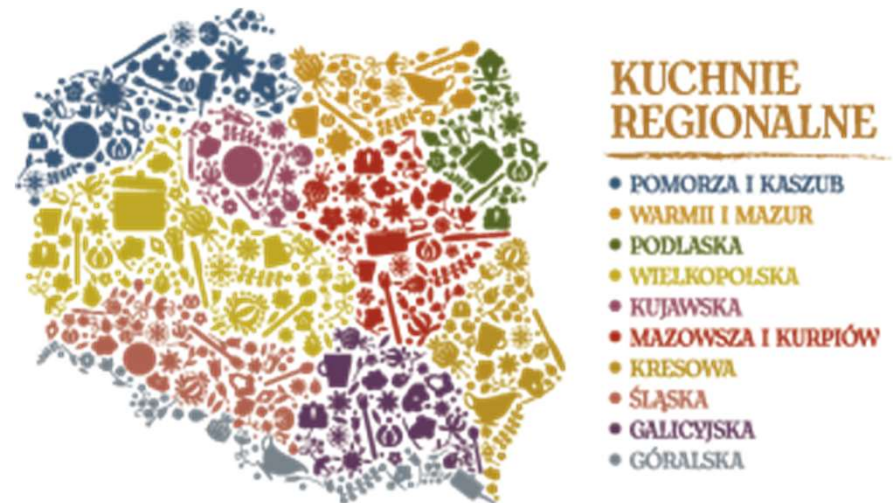 KUCHNIE
REGIONALNE
POMORZA I KASZUB
WARMII I MAZUR
PODLASKA
WIELKOPOLSKA
KUJAWSKA
MAZOWSZA I KURPIÓW
KRESOWA
ŚLĄSKA
GALICYJSKA
GÓRALSKA